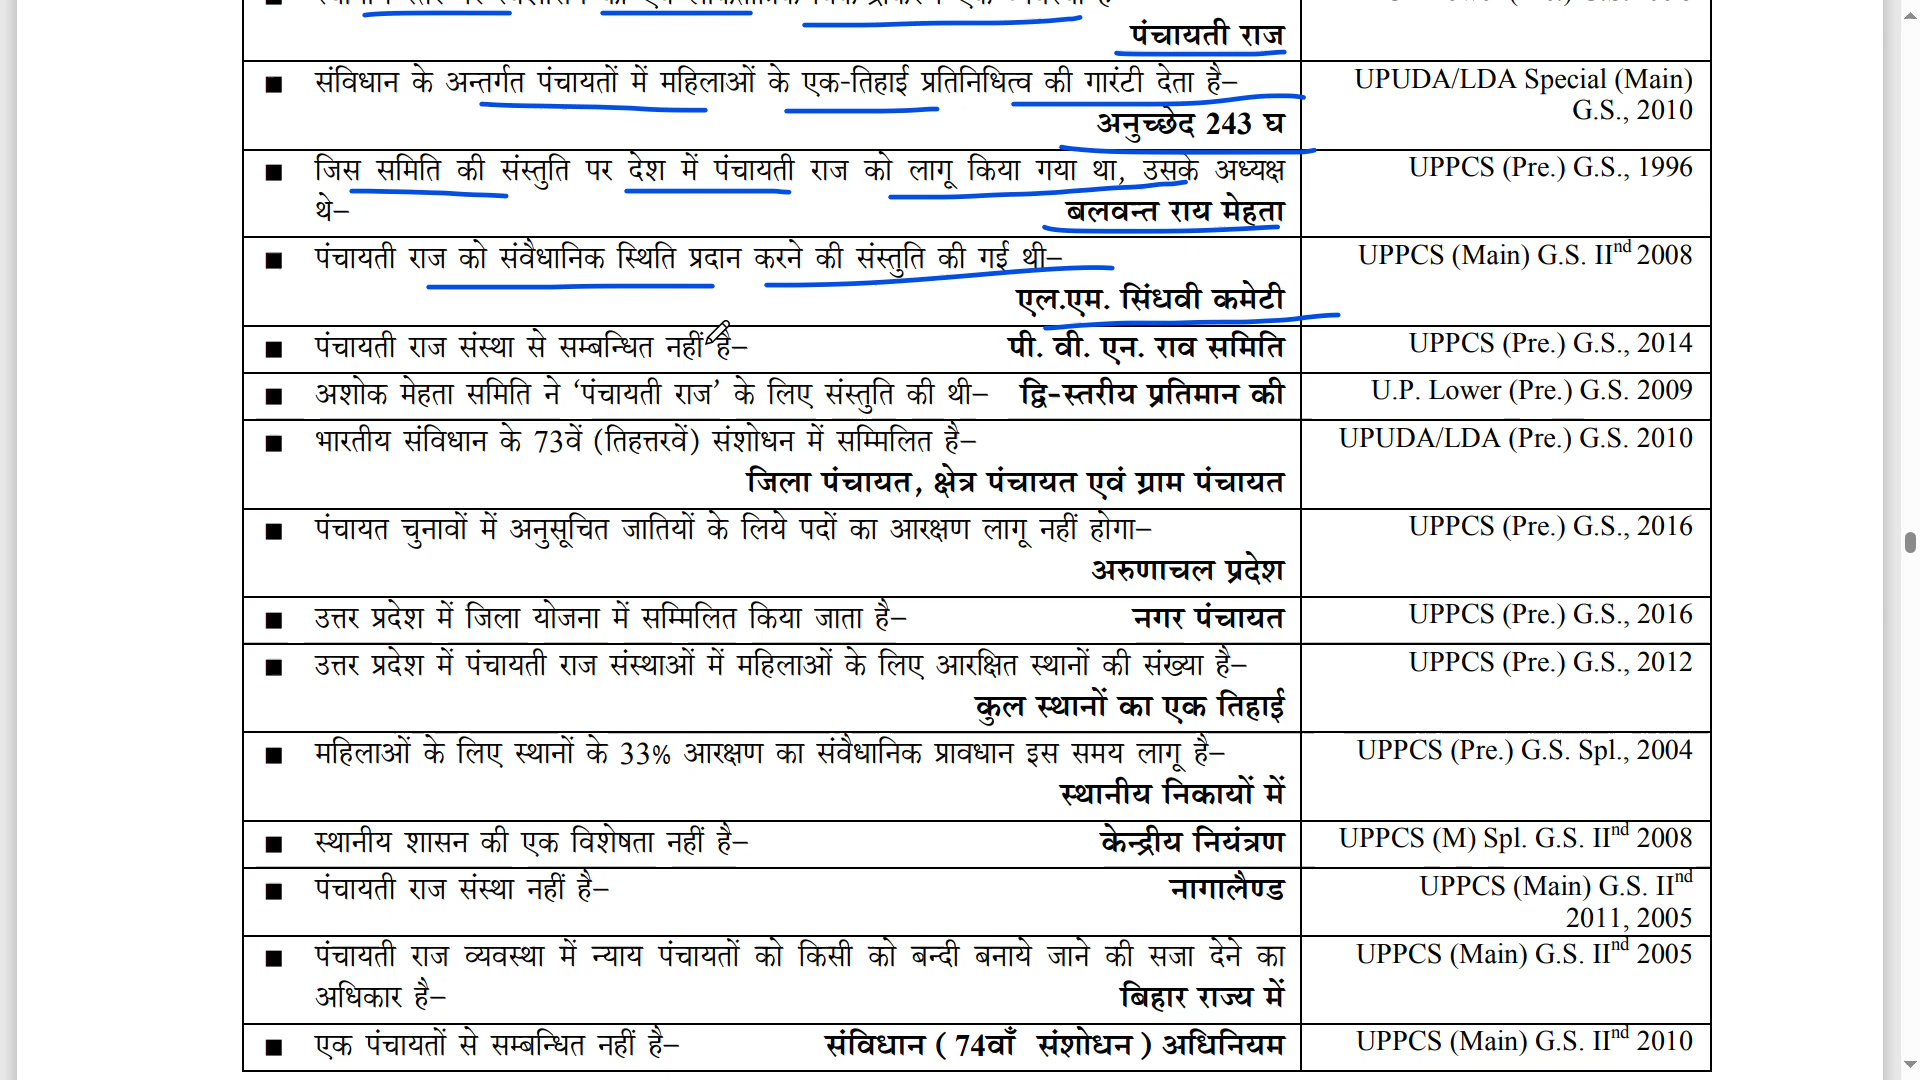 पंचायती राज
संविधान के अन्तर्गत पंचायतों में महिलाओं के एक-तिहाई प्रतिनिधित्व की गारंटी देता है–
UPUDA/LDA Special (Main)
G.S., 2010
अनुच्छेद 243 घ
जिस समिति की संस्तुति पर देश में पंचायती राज को लागू किया गया था, उसके अध्यक्ष
UPPCS (Pre.) G.S., 1996
थे– बलवन्त राय मेहता
पंचायती राज को संवैधानिक स्थिति प्रदान करने की संस्तुति की गई थी–
UPPCS (Main) G.S. IInd 2008
एल.एम. सिंधवी कमेटी
पंचायती राज संस्था से सम्बन्धित नहीं है– पी. वी. एन. राव समिति
UPPCS (Pre.) G.S., 2014
अशोक मेहता समिति ने ‘पंचायती राज’ के लिए संस्तुति की थी– द्वि-स्तरीय प्रतिमान की
U.P. Lower (Pre.) G.S. 2009
भारतीय संविधान के 73वें (तिहत्तरवें) संशोधन में सम्मिलित है–
UPUDA/LDA (Pre.) G.S. 2010
जिला पंचायत, क्षेत्र पंचायत एवं ग्राम पंचायत
पंचायत चुनावों में अनुसूचित जातियों के लिये पदों का आरक्षण लागू नहीं होगा–
UPPCS (Pre.) G.S., 2016
अरुणाचल प्रदेश
उत्तर प्रदेश में जिला योजना में सम्मिलित किया जाता है– नगर पंचायत
UPPCS (Pre.) G.S., 2016
उत्तर प्रदेश में पंचायती राज संस्थाओं में महिलाओं के लिए आरक्षित स्थानों की संख्या है–
UPPCS (Pre.) G.S., 2012
कुल स्थानों का एक तिहाई
महिलाओं के लिए स्थानों के 33% आरक्षण का संवैधानिक प्रावधान इस समय लागू है–
UPPCS (Pre.) G.S. Spl., 2004
स्थानीय निकायों में
स्थानीय शासन की एक विशेषता नहीं है– केन्द्रीय नियंत्रण
UPPCS (M) Spl. G.S. IInd 2008
पंचायती राज संस्था नहीं है– नागालैण्ड
UPPCS (Main) G.S. IInd
2011, 2005
पंचायती राज व्यवस्था में न्याय पंचायतों को किसी को बन्दी बनाये जाने की सजा देने का
UPPCS (Main) G.S. IInd 2005
अधिकार है– बिहार राज्य में
एक पंचायतों से सम्बन्धित नहीं है– संविधान ( 74वाँ संशोधन ) अधिनियम
UPPCS (Main) G.S. IInd 2010